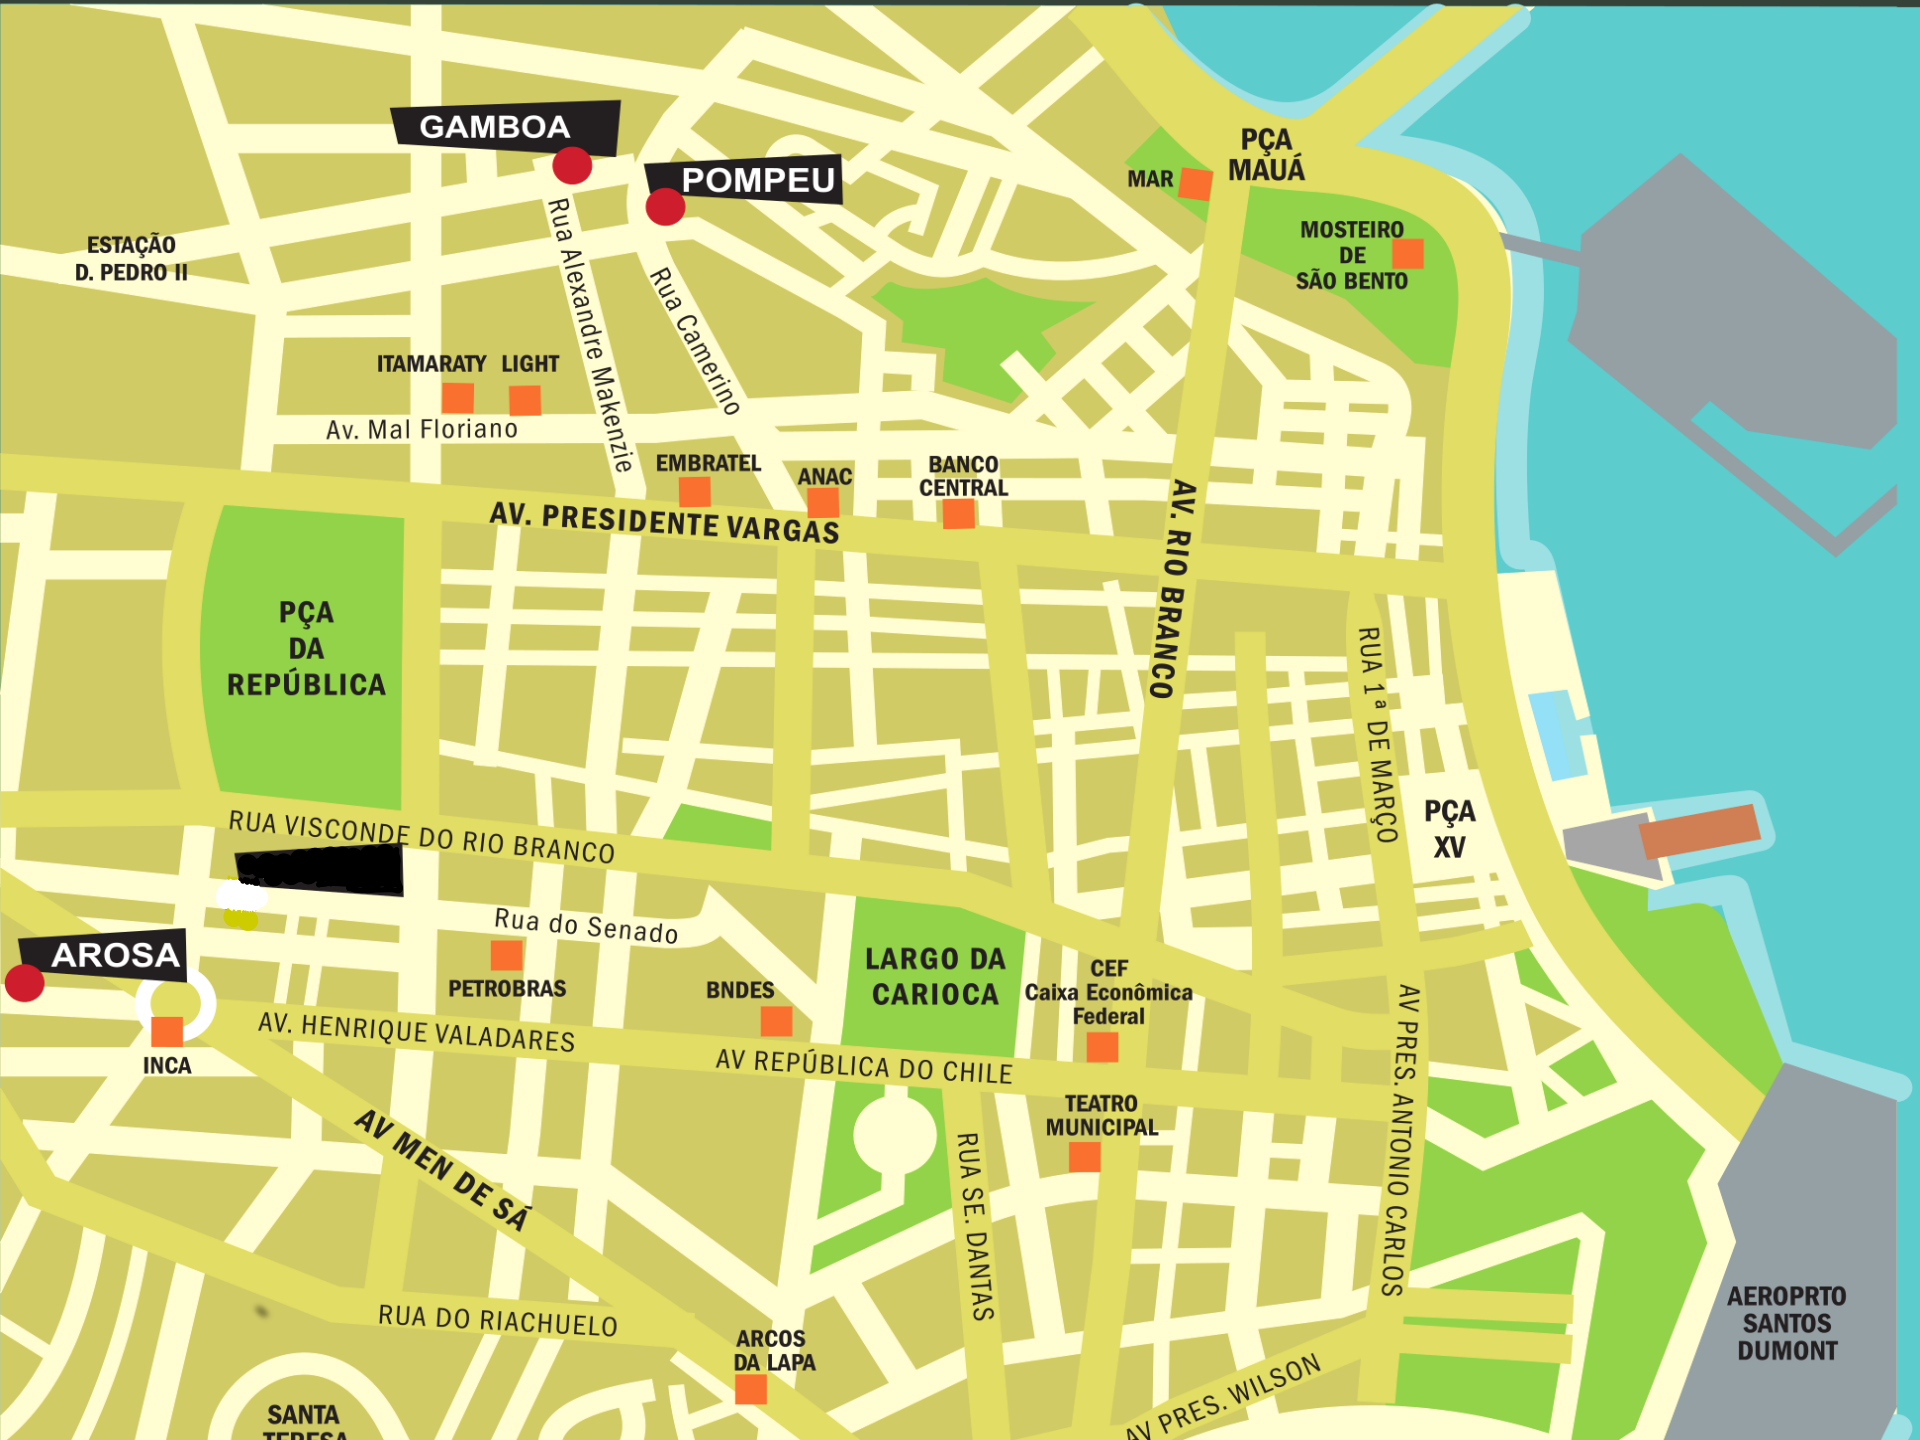 GAMBOA
POMPEU
PÇA
MAUÁ
MAR
MOSTEIRO
DE
SÃO BENTO
ESTAÇÃO
D. PEDRO II
Rua Alexandre Makenzie
Rua Camerino
ITAMARATY
LIGHT
Av. Mal Floriano
EMBRATEL
ANAC
BANCO
CENTRAL
AV. PRESIDENTE VARGAS
AV. RIO BRANCO
PÇA
DA
REPÚBLICA
RUA 1ª DE MARÇO
PÇA
XV
RUA VISCONDE DO RIO BRANCO
Rua do Senado
AROSA
PETROBRAS
BNDES
LARGO DA
CARIOCA
CEF
Caixa Econômica
Federal
INCA
AV. HENRIQUE VALADARES
AV REPÚBLICA DO CHILE
AV PRES. ANTONIO CARLOS
TEATRO
MUNICIPAL
AV MEN DE SÁ
RUA SE. DANTAS
RUA DO RIACHUELO
ARCOS
DA LAPA
AV PRES. WILSON
AEROPRTO
SANTOS
DUMONT
SANTA
TERESA